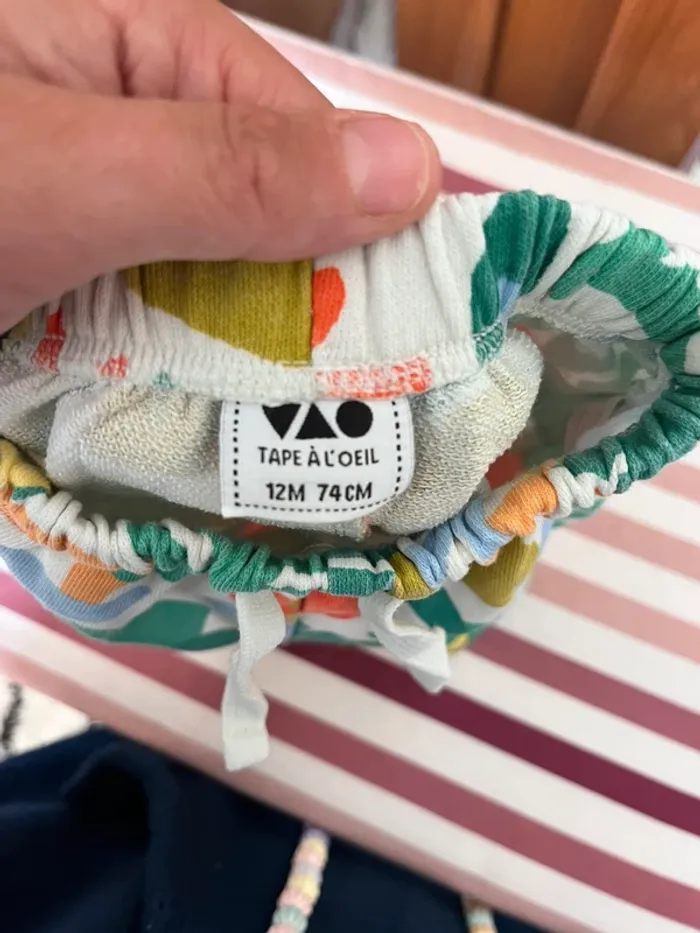 TAPE À L'OEIL
12M 74CM